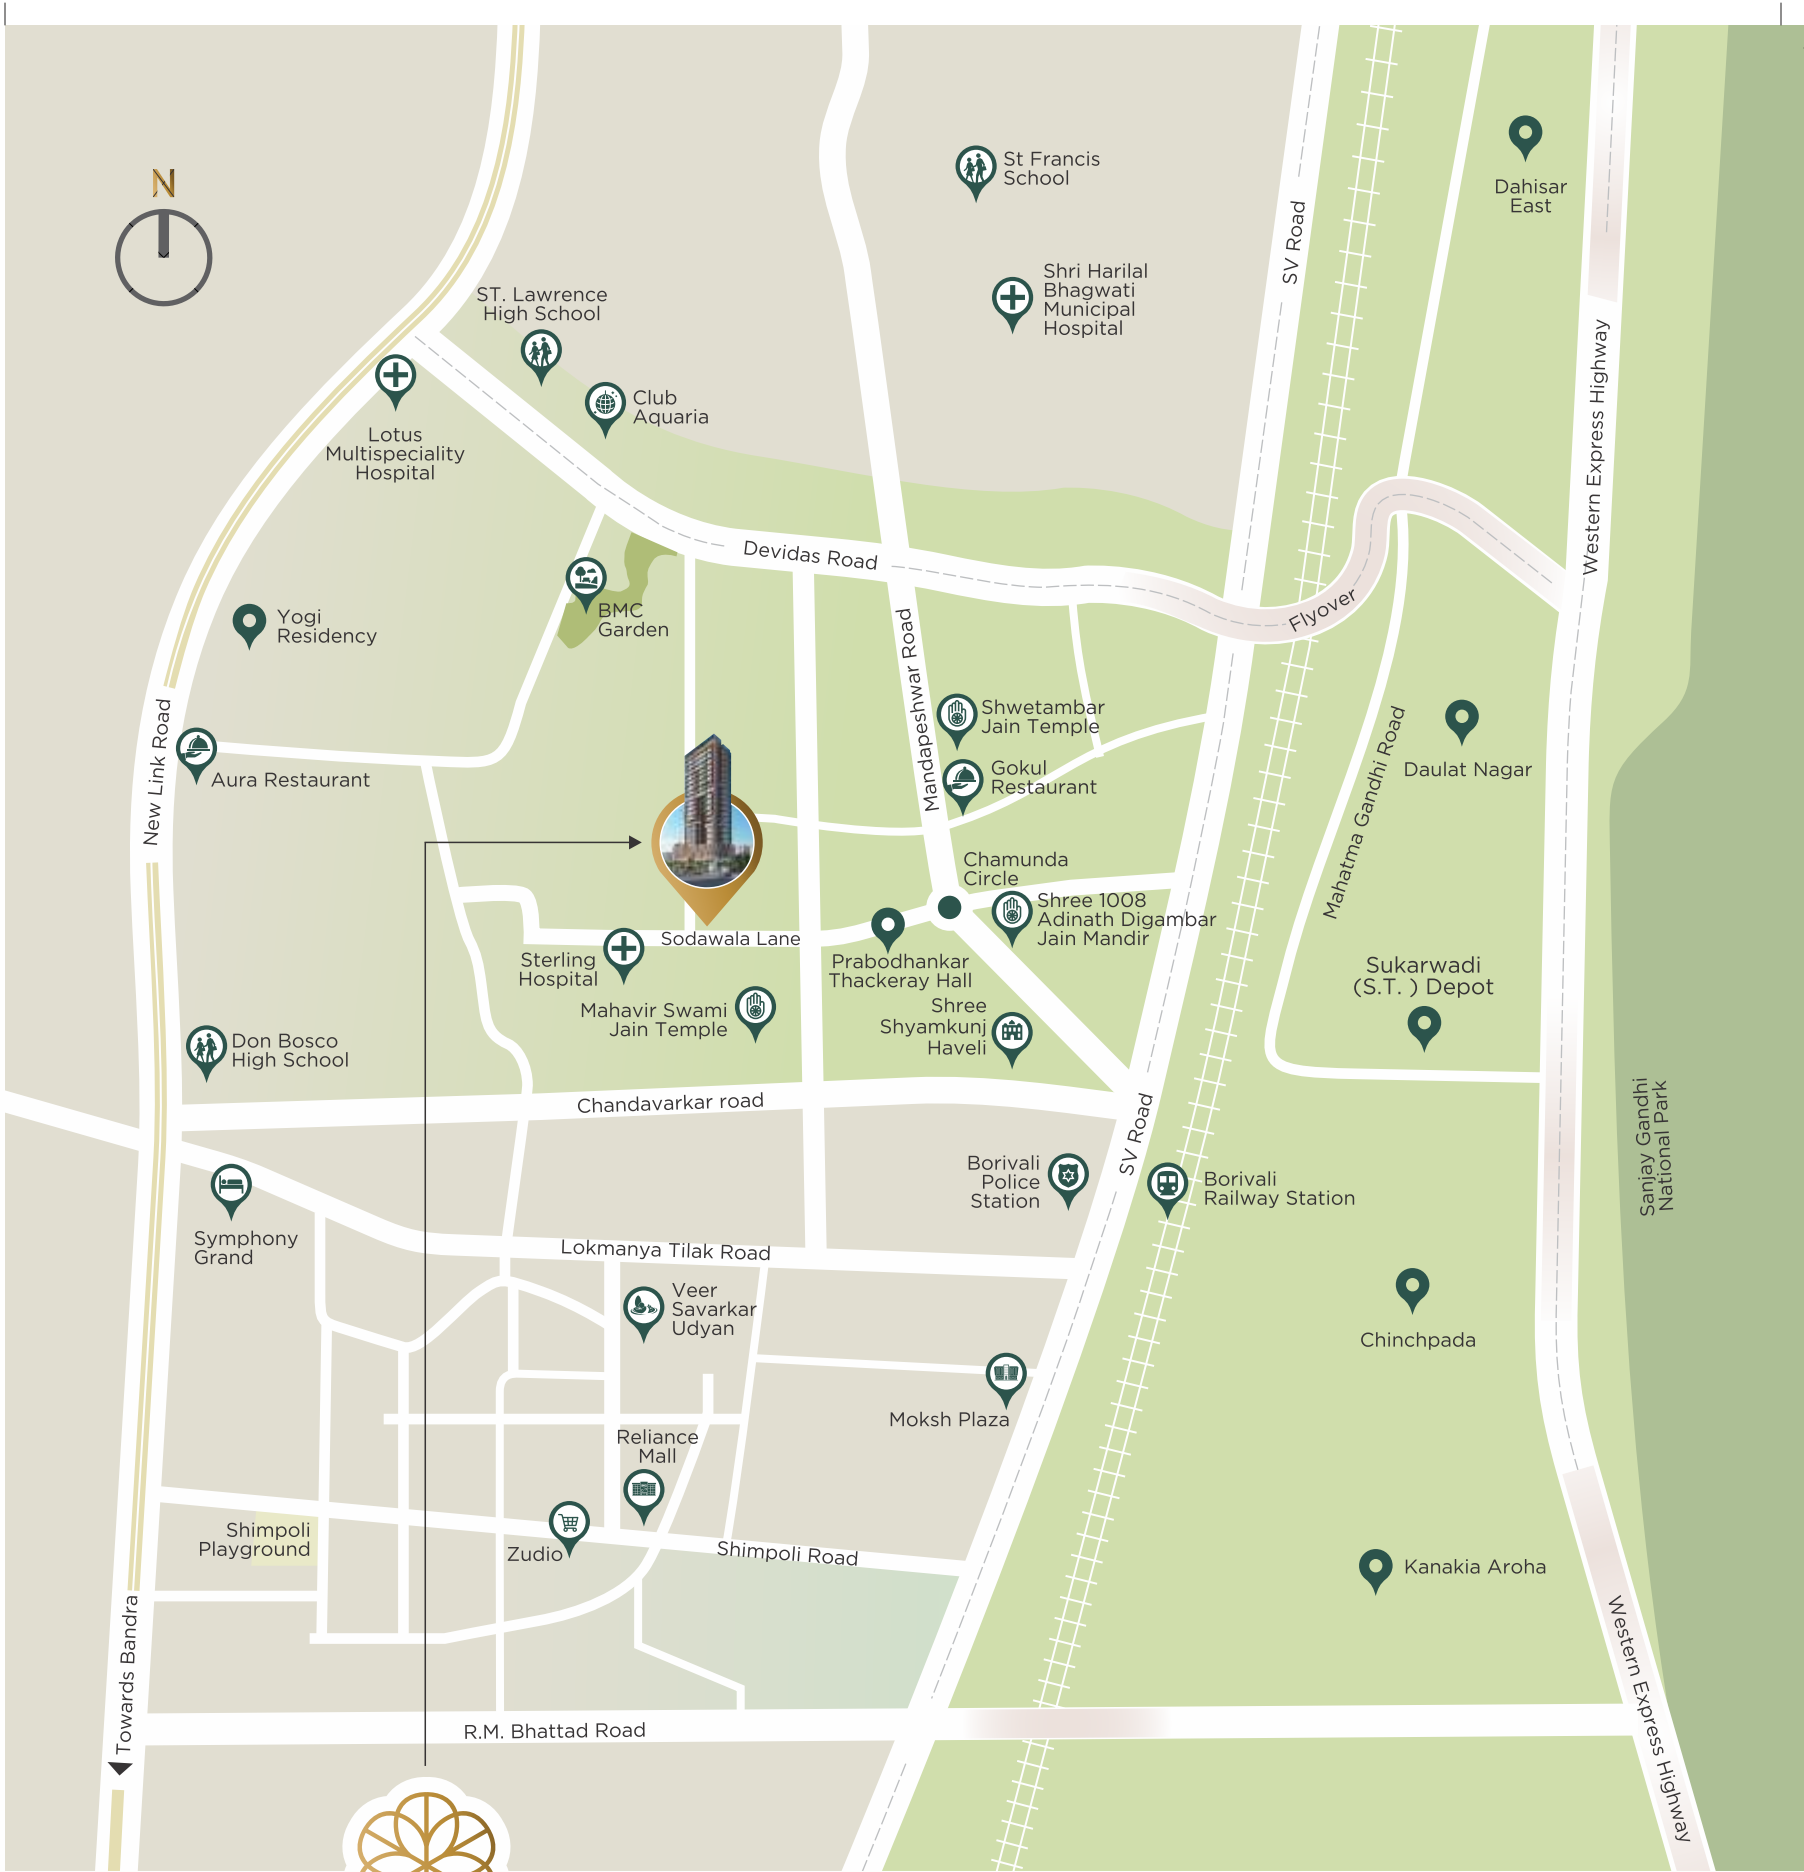 N
St Francis
School
Dahisar
East
SV Road
Shri Harilal
Bhagwati
Municipal
Hospital
ST. Lawrence
High School
Club
Aquaria
Lotus
Multispeciality
Hospital
Western Express Highway
Devidas Road
Flyover
BMC
Garden
Yogi
Residency
Mandapeshwar Road
Shwetambar
Jain Temple
New Link Road
Aura Restaurant
Gokul
Restaurant
Mahatma Gandhi Road
Daulat Nagar
Chamunda
Circle
Shree 1008
Adinath Digambar
Jain Mandir
Sodawala Lane
Sterling
Hospital
Prabodhankar
Thackeray Hall
Sukarwadi
(S.T. ) Depot
Mahavir Swami
Jain Temple
Shree
Shyamkunj
Haveli
Don Bosco
High School
Chandavarkar road
SV Road
Sanjay Gandhi
National Park
Borivali
Police
Station
Borivali
Railway Station
Symphony
Grand
Lokmanya Tilak Road
Veer
Savarkar
Udyan
Chinchpada
Moksh Plaza
Reliance
Mall
Shimpoli
Playground
Zudio
Shimpoli Road
Kanakia Aroha
Towards Bandra
Western Express Highway
R.M. Bhattad Road